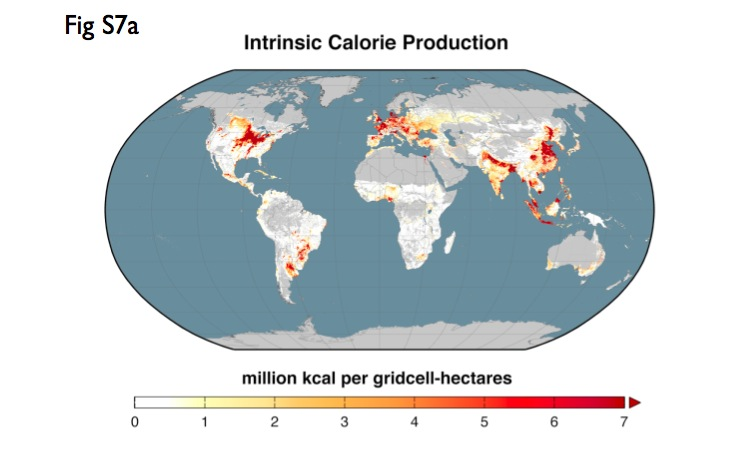 Fig S7a
Intrinsic Calorie Production
million kcal per gridcell-hectares
0 1 2 3 4 5 6 7